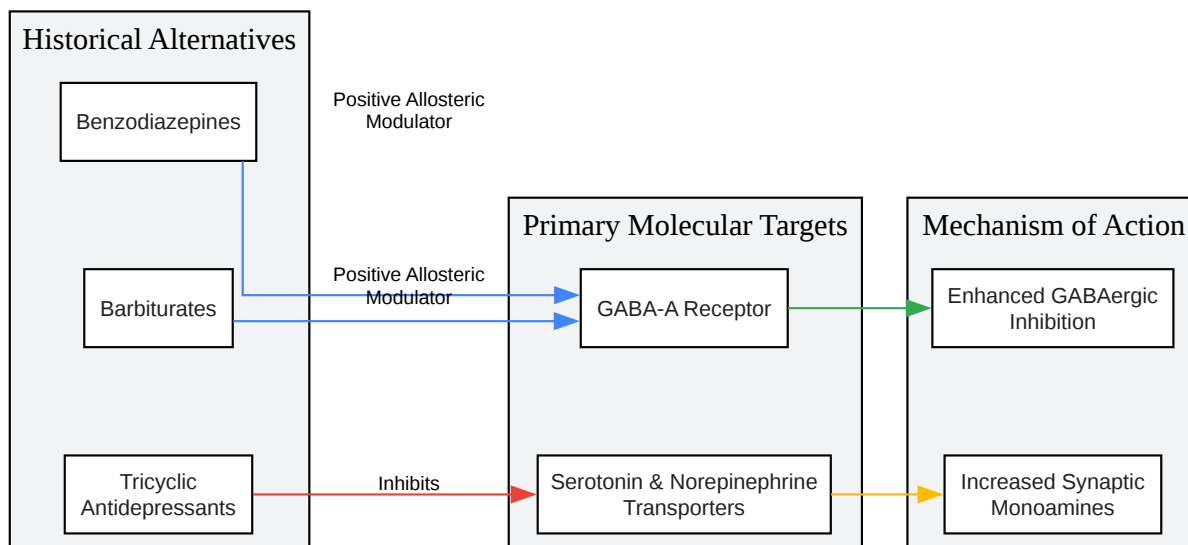 Historical Alternatives
Benzodiazepines
Positive Allosteric
Modulator
Primary Molecular Targets
Mechanism of Action
Barbiturates
Positive Allosteric
Modulator
GABA-A Receptor
Enhanced GABAergic
Inhibition
Tricyclic
Antidepressants
Inhibits
Serotonin & Norepinephrine
Transporters
Increased Synaptic
Monoamines